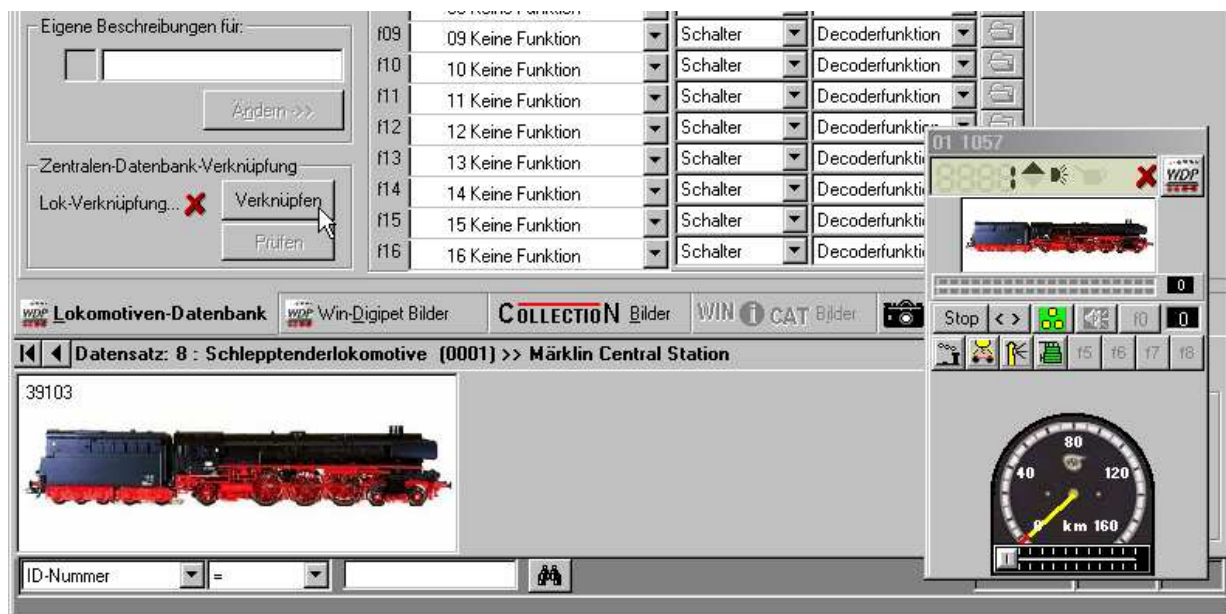 Eigene Beschreibungen für:
Ändern >>
Zentralen-Datenbank-Verknüpfung
Lok-Verknüpfung...
Verknüpfen
Prüfen
f09 09 Keine Funktion Schalter Decoderfunktion
f10 10 Keine Funktion Schalter Decoderfunktion
f11 11 Keine Funktion Schalter Decoderfunktion
f12 12 Keine Funktion Schalter
f13 13 Keine Funktion Schalter
f14 14 Keine Funktion Schalter
f15 15 Keine Funktion Schalter
f16 16 Keine Funktion Schalter
01 1057
WDP
0
Stop < > f0 0
f5 f6 f7 f8
80
40 120
0 km 160
WDP Lokomotiven-Datenbank WDP Win-Digipet Bilder COLLECTION Bilder WIN i CAT Bilder
Datensatz: 8 : Schlepptenderlokomotive (0001) >> Märklin Central Station
39103
ID-Nummer =